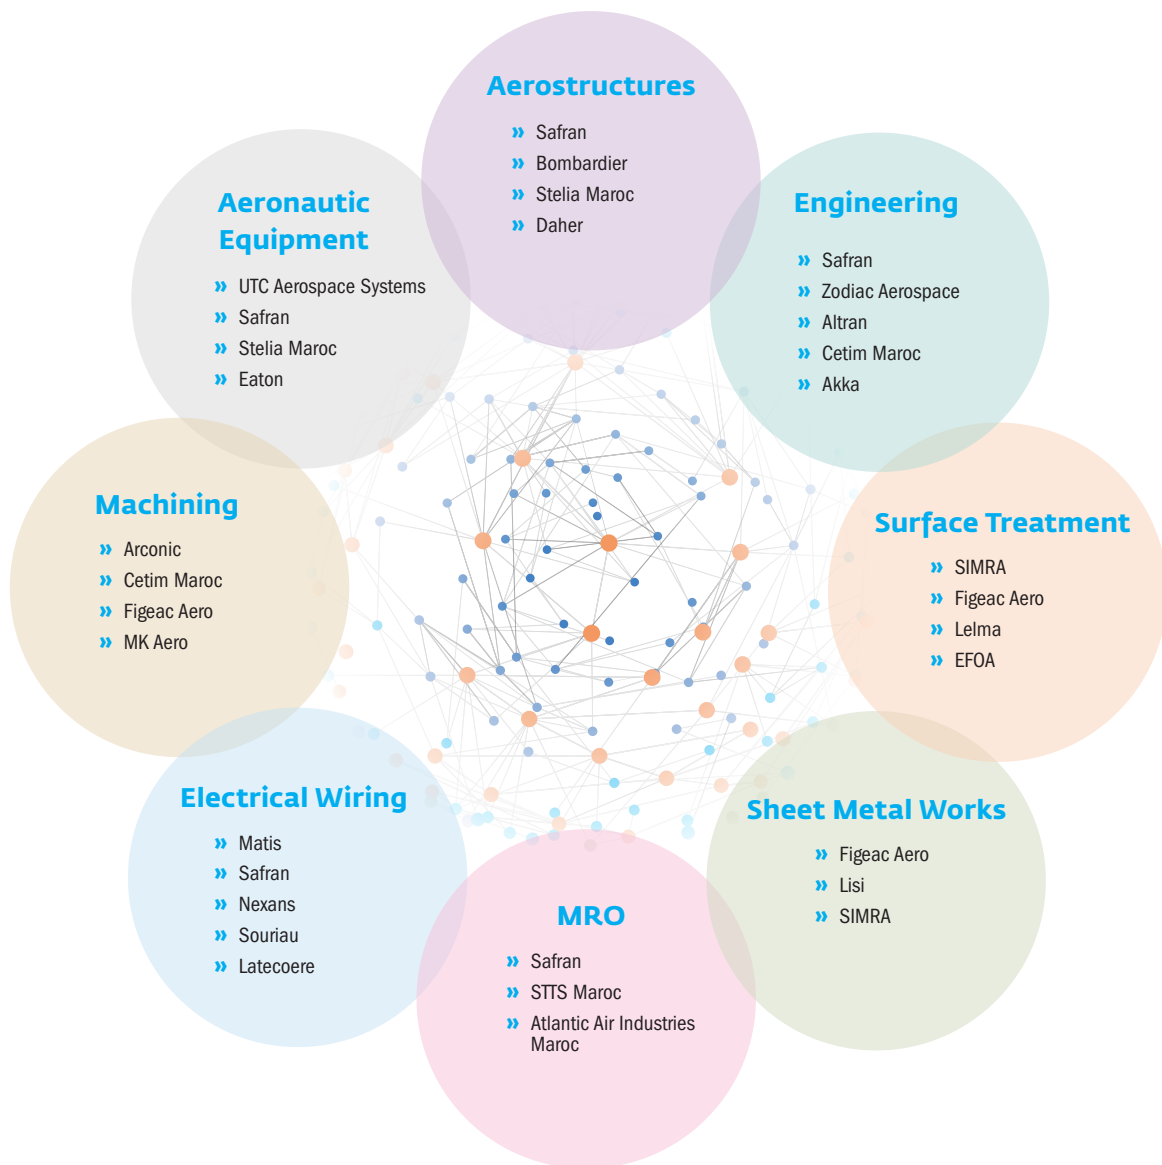 Aerostructures
» Safran
» Bombardier
» Stelia Maroc
» Daher
Engineering
» Safran
» Zodiac Aerospace
» Altran
» Cetim Maroc
» Akka
Surface Treatment
» SIMRA
» Figeac Aero
» Lelma
» EFOA
Sheet Metal Works
» Figeac Aero
» Lisi
» SIMRA
MRO
» Safran
» STTS Maroc
» Atlantic Air Industries
Maroc
Electrical Wiring
» Matis
» Safran
» Nexans
» Souriau
» Latecoere
Machining
» Arconic
» Cetim Maroc
» Figeac Aero
» MK Aero
Aeronautic
Equipment
» UTC Aerospace Systems
» Safran
» Stelia Maroc
» Eaton